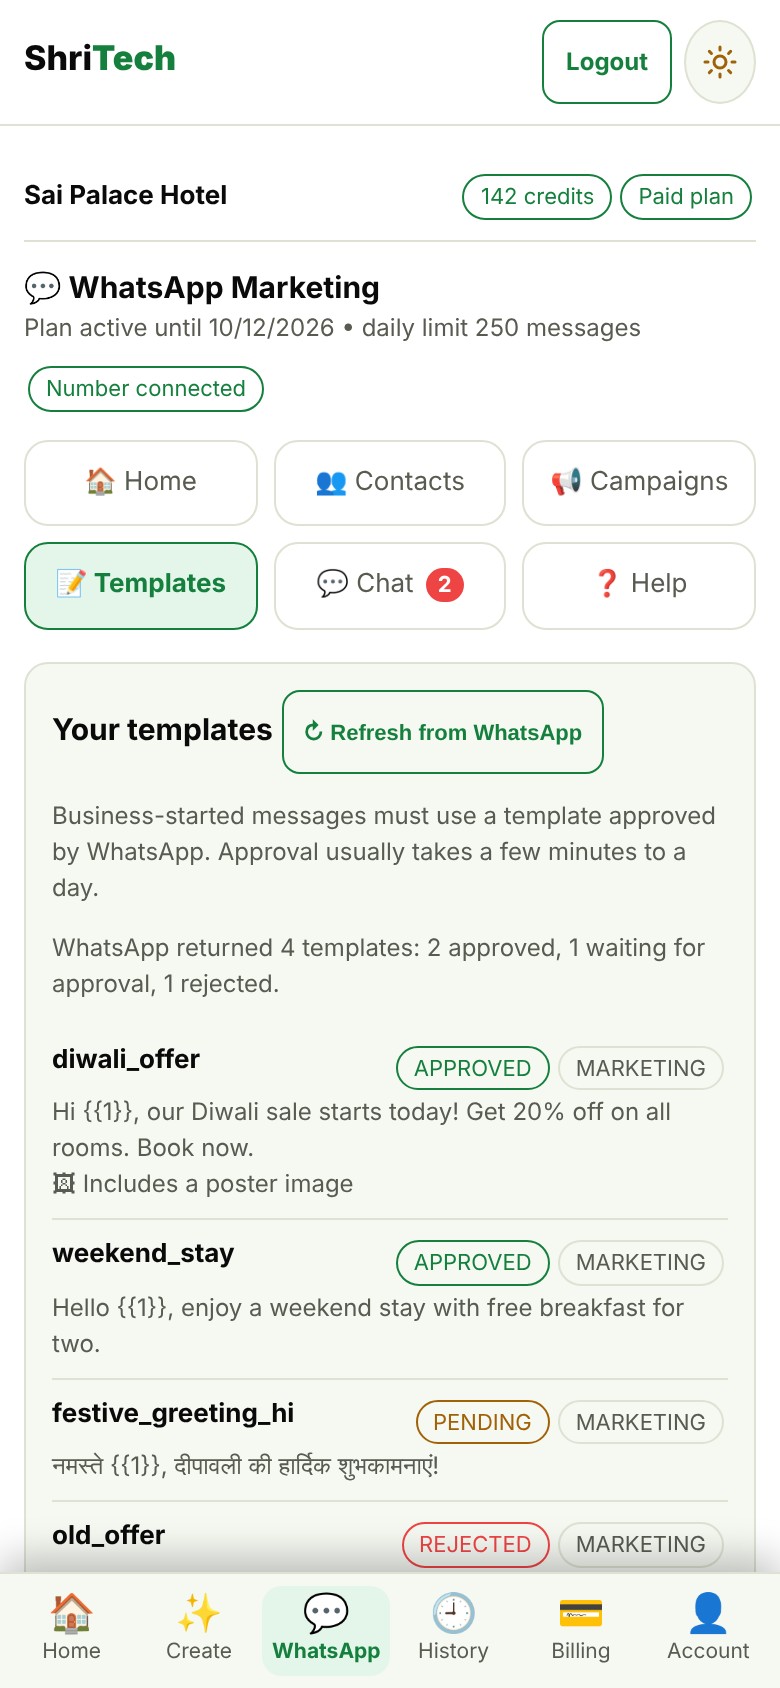 ShriTech
Logout
Sai Palace Hotel
142 credits
Paid plan
💬 WhatsApp Marketing
Plan active until 10/12/2026 • daily limit 250 messages
Number connected
🏠 Home
👥 Contacts
📢 Campaigns
📝 Templates
💬 Chat 2
❓ Help
Your templates
↻ Refresh from WhatsApp
Business-started messages must use a template approved
by WhatsApp. Approval usually takes a few minutes to a
day.
WhatsApp returned 4 templates: 2 approved, 1 waiting for
approval, 1 rejected.
diwali_offer
APPROVED
MARKETING
Hi {{1}}, our Diwali sale starts today! Get 20% off on all
rooms. Book now.
🖼 Includes a poster image
weekend_stay
APPROVED
MARKETING
Hello {{1}}, enjoy a weekend stay with free breakfast for
two.
festive_greeting_hi
PENDING
MARKETING
नमस्ते {{1}}, दीपावली की हार्दिक शुभकामनाएं!
old_offer
REJECTED
MARKETING
Home
Create
WhatsApp
History
Billing
Account